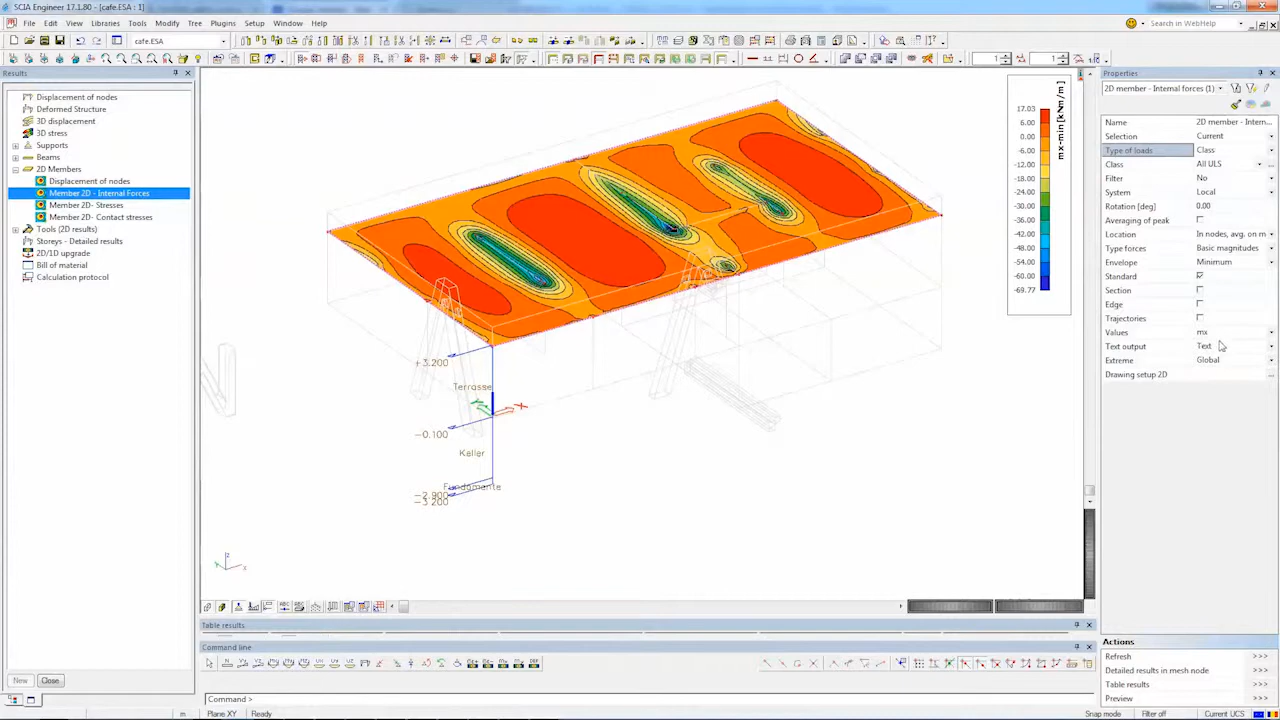 SCIA Engineer 17.1.80 - [cafe.ESA : 1]
File Edit View Libraries Tools Modify Tree Plugins Setup Window Help
Search in WebHelp
cafe.ESA
Results
Displacement of nodes
Deformed Structure
3D displacement
3D stress
Supports
Beams
2D Members
Displacement of nodes
Member 2D - Internal Forces
Member 2D- Stresses
Member 2D- Contact stresses
Tools (2D results)
Storeys - Detailed results
2D/1D upgrade
Bill of material
Calculation protocol
New Close
17.03
6.00
0.00
-6.00
-12.00
-18.00
-24.00
-30.00
-36.00
-42.00
-48.00
-54.00
-60.00
-69.77
mx-min [kNm/m]
+3.200
Terrasse
-0.100
Keller
Fundamente
-2.900
-3.200
Properties
2D member - Internal forces (1)
Name 2D member - Intern...
Selection Current
Type of loads Class
Class All ULS
Filter No
System Local
Rotation [deg] 0.00
Averaging of peak
Location In nodes, avg. on m
Type forces Basic magnitudes
Envelope Minimum
Standard
Section
Edge
Trajectories
Values mx
Text output Text
Extreme Global
Drawing setup 2D
Actions
Refresh >>>
Detailed results in mesh node >>>
Table results >>>
Preview >>>
Table results
Command line
Command >
m Plane XY Ready Snap mode Filter off Current UCS